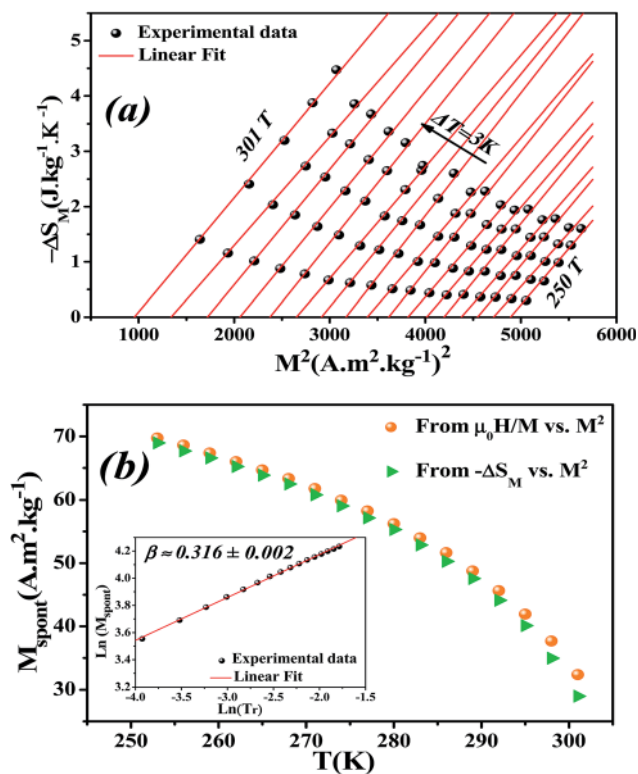 5
Experimental data
Linear Fit
4
(a)
301 T
ΔT=3K
3
2
1
0
250 T
−ΔS_M(J.kg⁻¹.K⁻¹)
1000 2000 3000 4000 5000 6000
M²(A.m².kg⁻¹)²
70
(b)
From μ₀H/M vs. M²
From -ΔS_M vs. M²
60
50
40
30
M_spont(A.m².kg⁻¹)
β ≈ 0.316 ± 0.002
4.2
4.0
3.8
3.6
3.4
3.2
Ln (M_spont)
Experimental data
Linear Fit
-4.0 -3.5 -3.0 -2.5 -2.0 -1.5
Ln(Tr)
250 260 270 280 290 300
T(K)